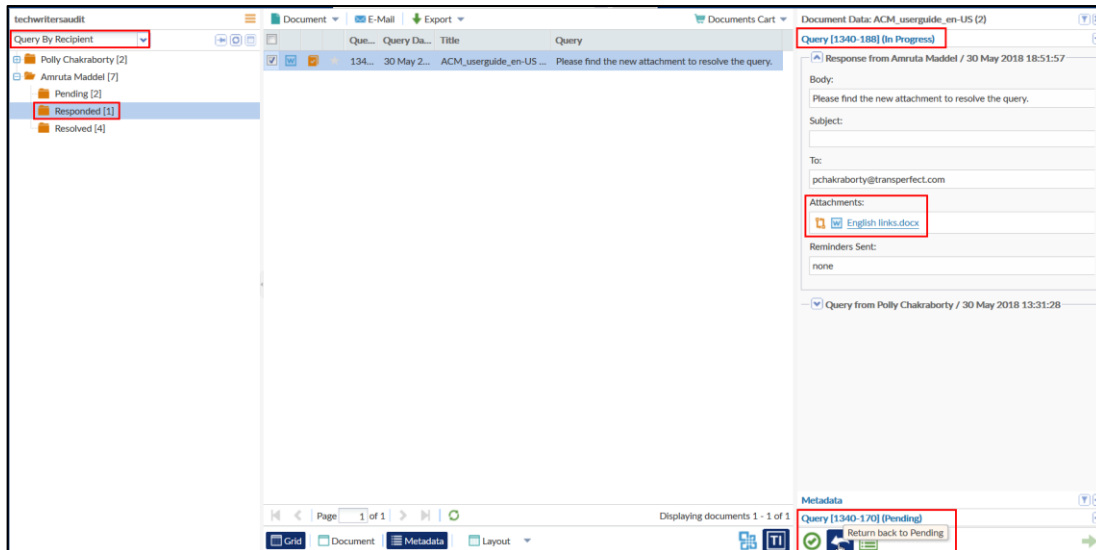 techwritersaudit
Document
E-Mail
Export
Documents Cart
Document Data: ACM_userguide_en-US (2)
Query By Recipient
Que...
Query Da...
Title
Query
Query [1340-188] (In Progress)
Polly Chakraborty [2]
134...
30 May 2...
ACM_userguide_en-US ...
Please find the new attachment to resolve the query.
Response from Amruta Maddel / 30 May 2018 18:51:57
Amruta Maddel [7]
Pending [2]
Responded [1]
Resolved [4]
Body:
Please find the new attachment to resolve the query.
Subject:
To:
pchakraborty@transperfect.com
Attachments:
English links.docx
Reminders Sent:
none
Query from Polly Chakraborty / 30 May 2018 13:31:28
Metadata
Page 1 of 1
Displaying documents 1 - 1 of 1
Query [1340-170] (Pending)
Return back to Pending
Grid
Document
Metadata
Layout
TI